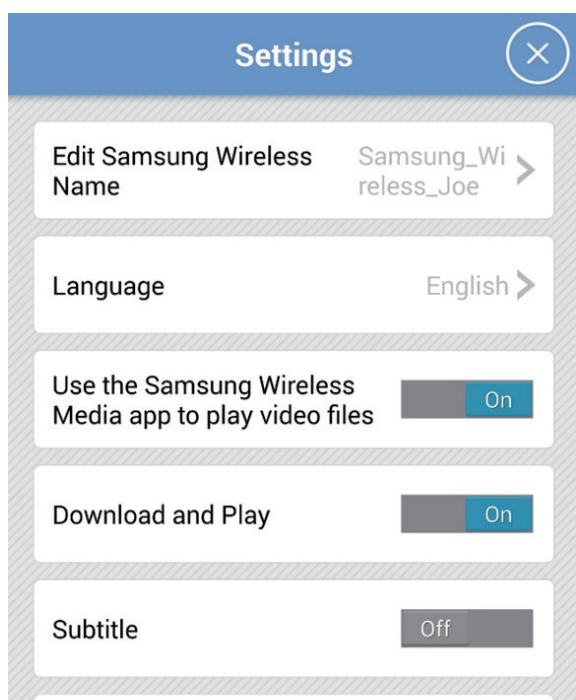 Settings
Edit Samsung Wireless
Name
Samsung_Wi
reless_Joe
Language
English
Use the Samsung Wireless
Media app to play video files
On
Download and Play
On
Subtitle
Off